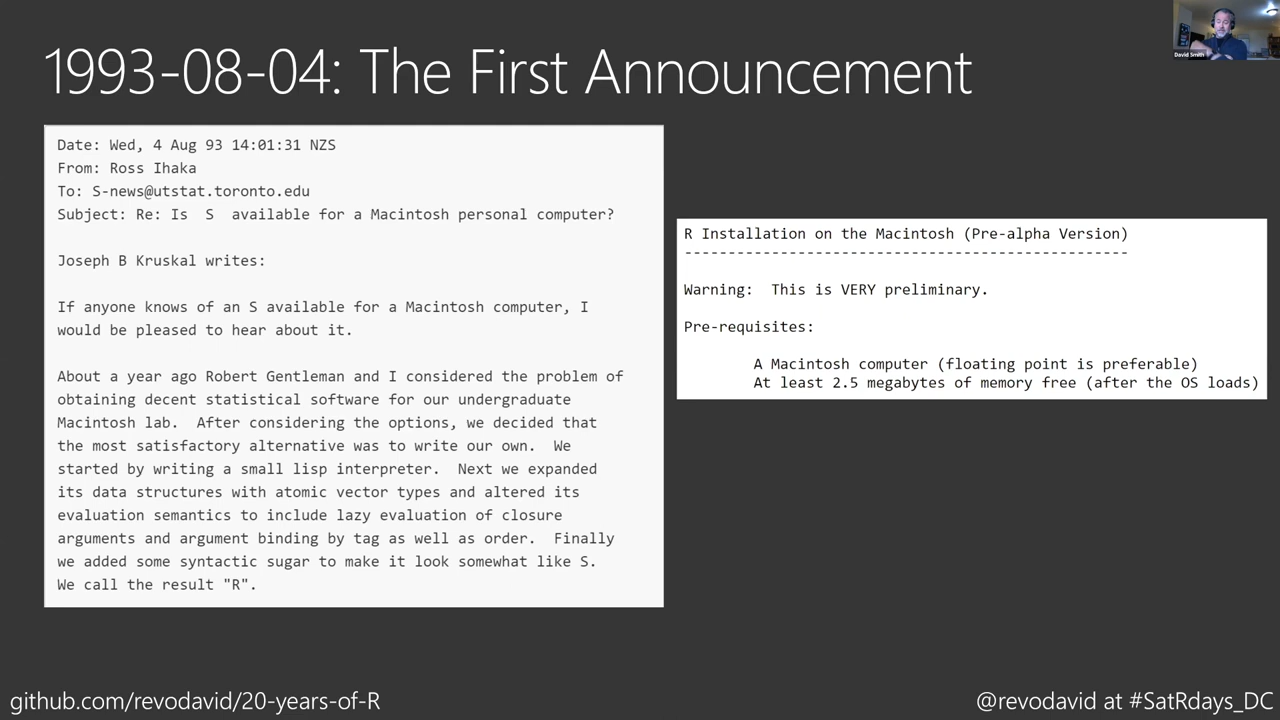 1993-08-04: The First Announcement
David Smith
Date: Wed, 4 Aug 93 14:01:31 NZS
From: Ross Ihaka
To: S-news@utstat.toronto.edu
Subject: Re: Is  S  available for a Macintosh personal computer?
Joseph B Kruskal writes:
If anyone knows of an S available for a Macintosh computer, I
would be pleased to hear about it.
About a year ago Robert Gentleman and I considered the problem of
obtaining decent statistical software for our undergraduate
Macintosh lab.  After considering the options, we decided that
the most satisfactory alternative was to write our own.  We
started by writing a small lisp interpreter.  Next we expanded
its data structures with atomic vector types and altered its
evaluation semantics to include lazy evaluation of closure
arguments and argument binding by tag as well as order.  Finally
we added some syntactic sugar to make it look somewhat like S.
We call the result "R".
R Installation on the Macintosh (Pre-alpha Version)
---------------------------------------------------
Warning:  This is VERY preliminary.
Pre-requisites:
A Macintosh computer (floating point is preferable)
At least 2.5 megabytes of memory free (after the OS loads)
github.com/revodavid/20-years-of-R
@revodavid at #SatRdays_DC